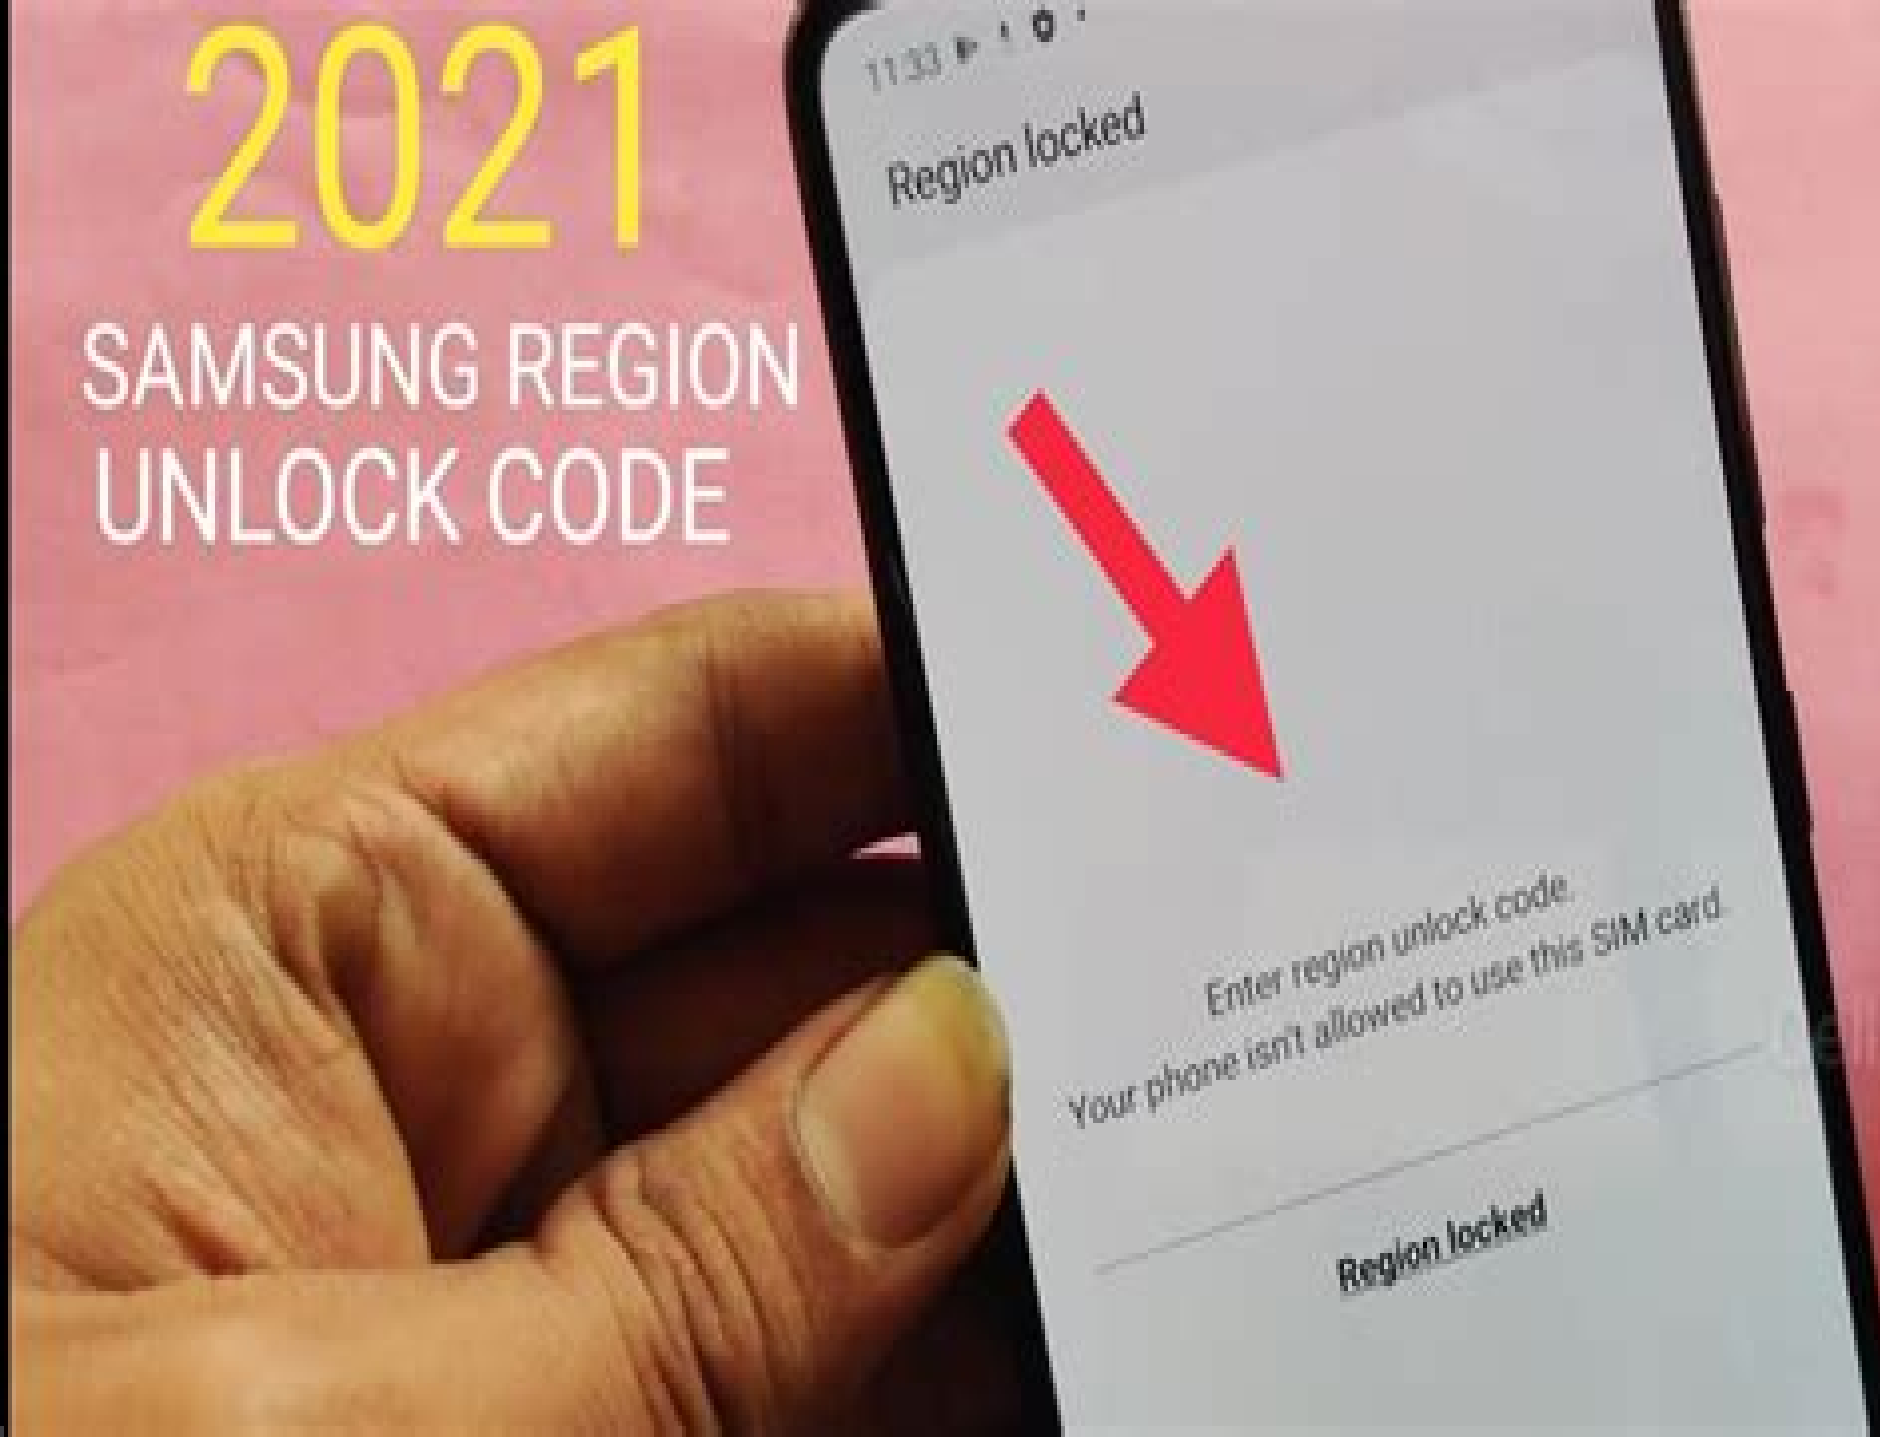 2021
SAMSUNG REGION
UNLOCK CODE
11:33
Region locked
Enter region unlock code.
Your phone isn't allowed to use this SIM card.
Region locked